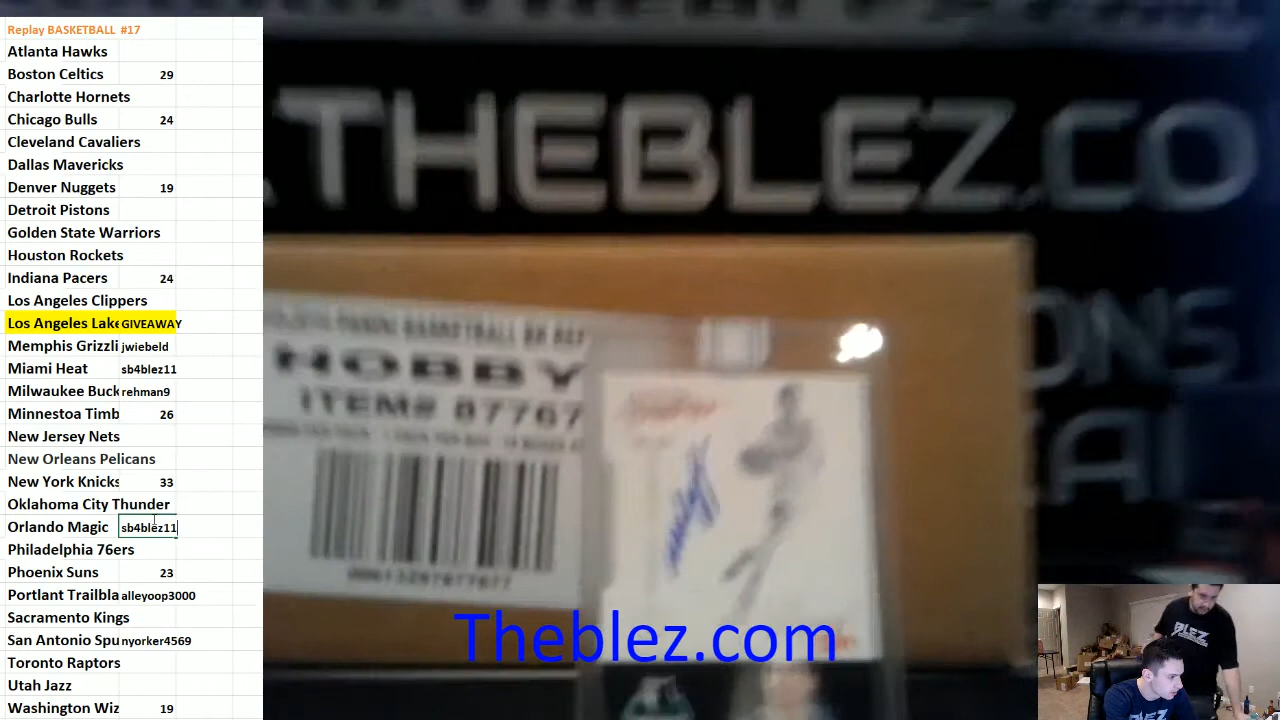 Replay BASKETBALL #17
Atlanta Hawks
Boston Celtics 29
Charlotte Hornets
Chicago Bulls 24
Cleveland Cavaliers
Dallas Mavericks
Denver Nuggets 19
Detroit Pistons
Golden State Warriors
Houston Rockets
Indiana Pacers 24
Los Angeles Clippers
Los Angeles Lake GIVEAWAY
Memphis Grizzli jwiebeld
Miami Heat sb4blez11
Milwaukee Buck rehman9
Minnestoa Timb 26
New Jersey Nets
New Orleans Pelicans
New York Knicks 33
Oklahoma City Thunder
Orlando Magic sb4blez11
Philadelphia 76ers
Phoenix Suns 23
Portlant Trailbla alleyoop3000
Sacramento Kings
San Antonio Spu nyorker4569
Toronto Raptors
Utah Jazz
Washington Wiz 19
THEBLEZ.CO
PANINI BASKETBALL
HOBBY
ITEM# 87767
Theblez.com
BLEZ